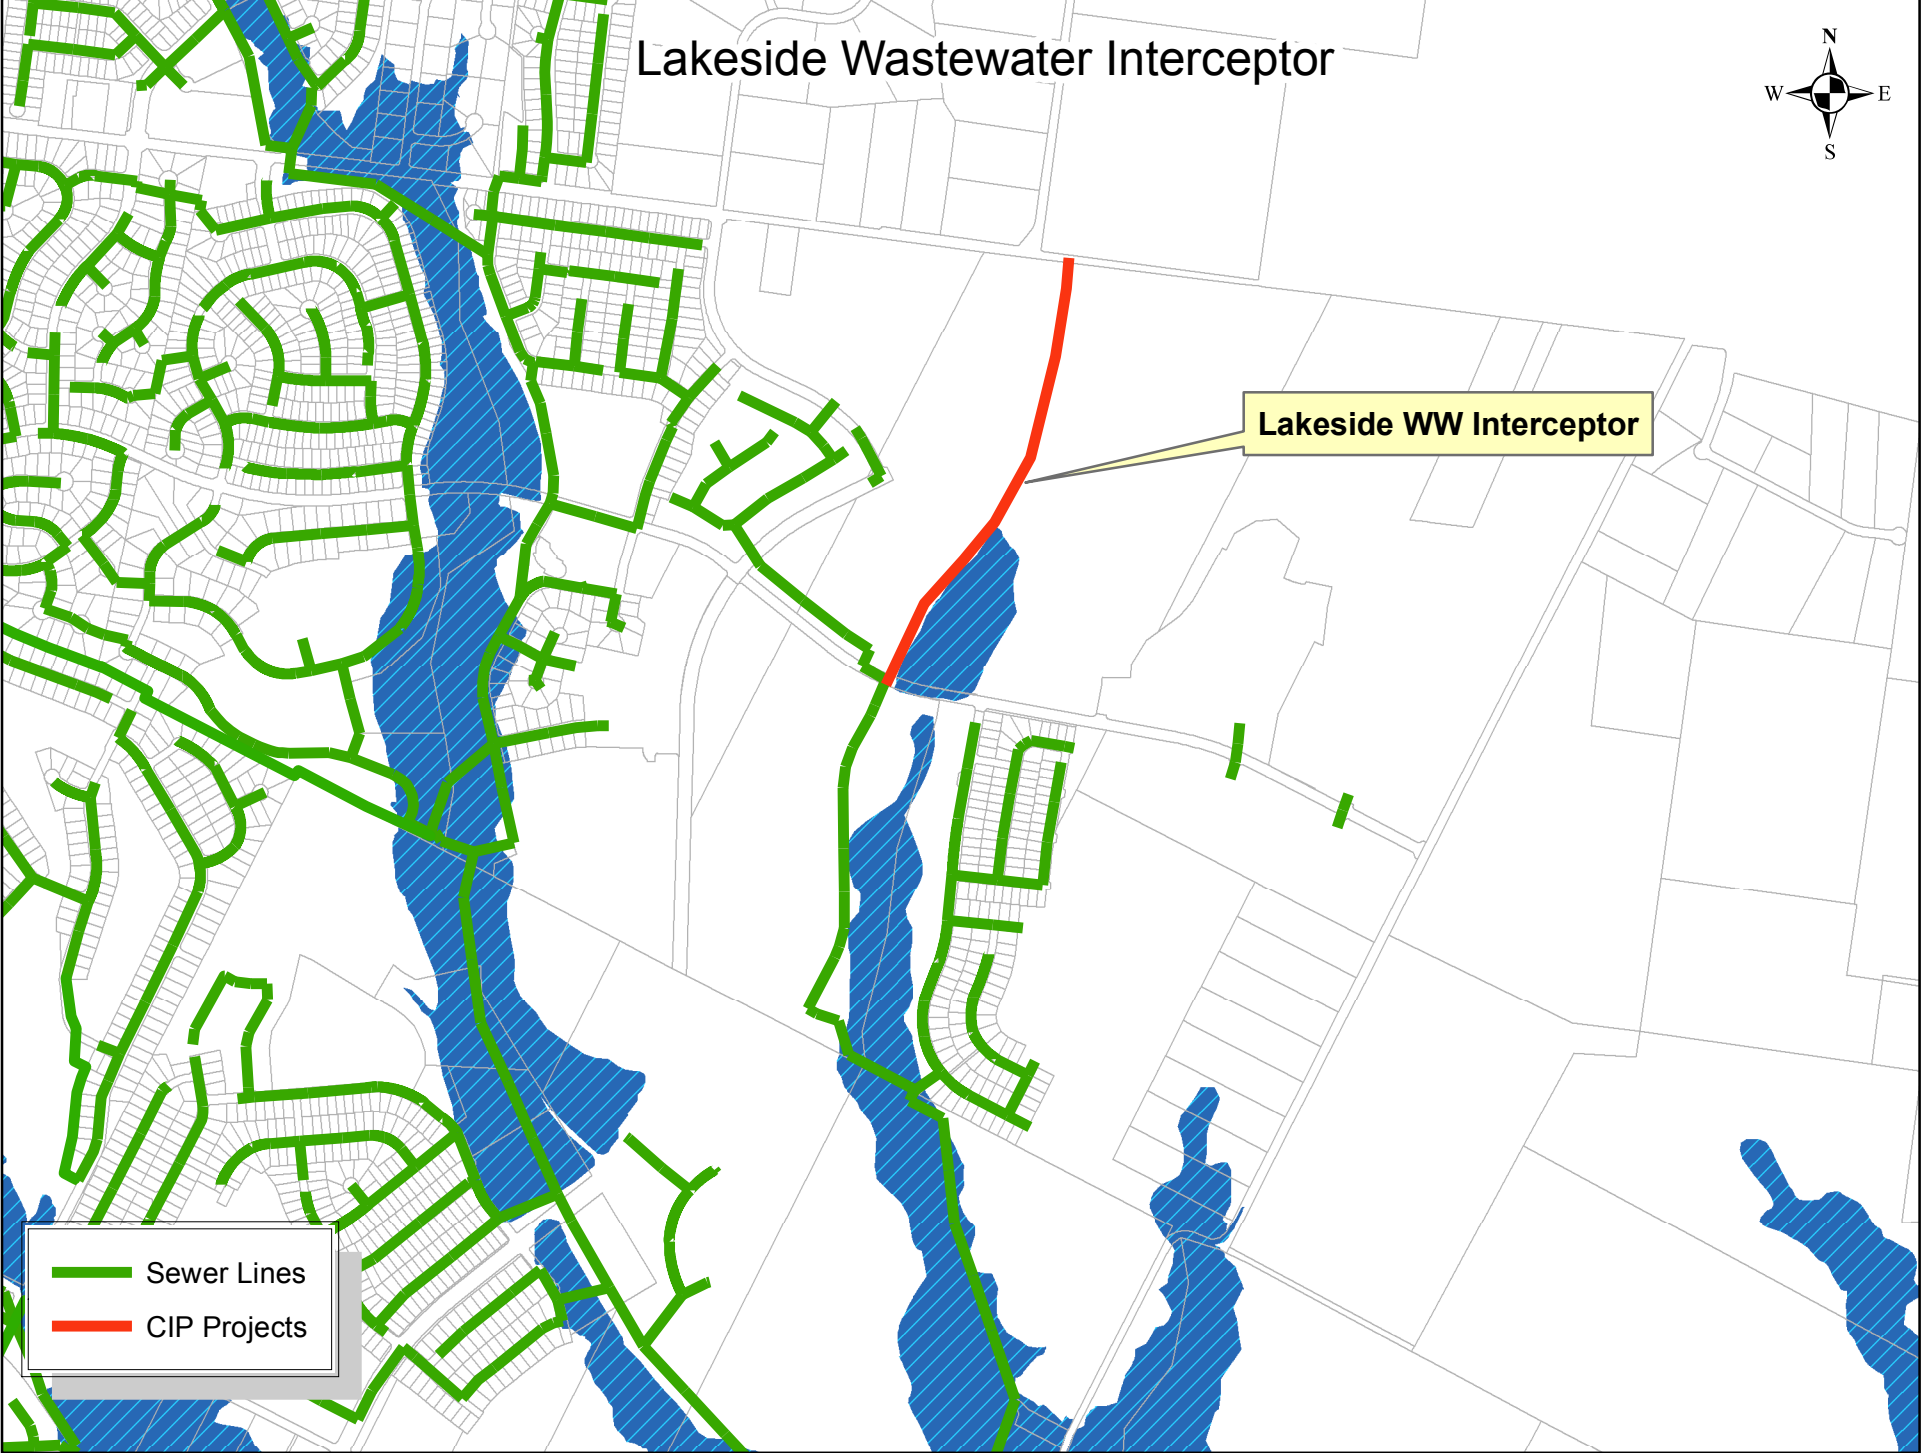 Lakeside Wastewater Interceptor
N
W E
S
Lakeside WW Interceptor
Sewer Lines
CIP Projects